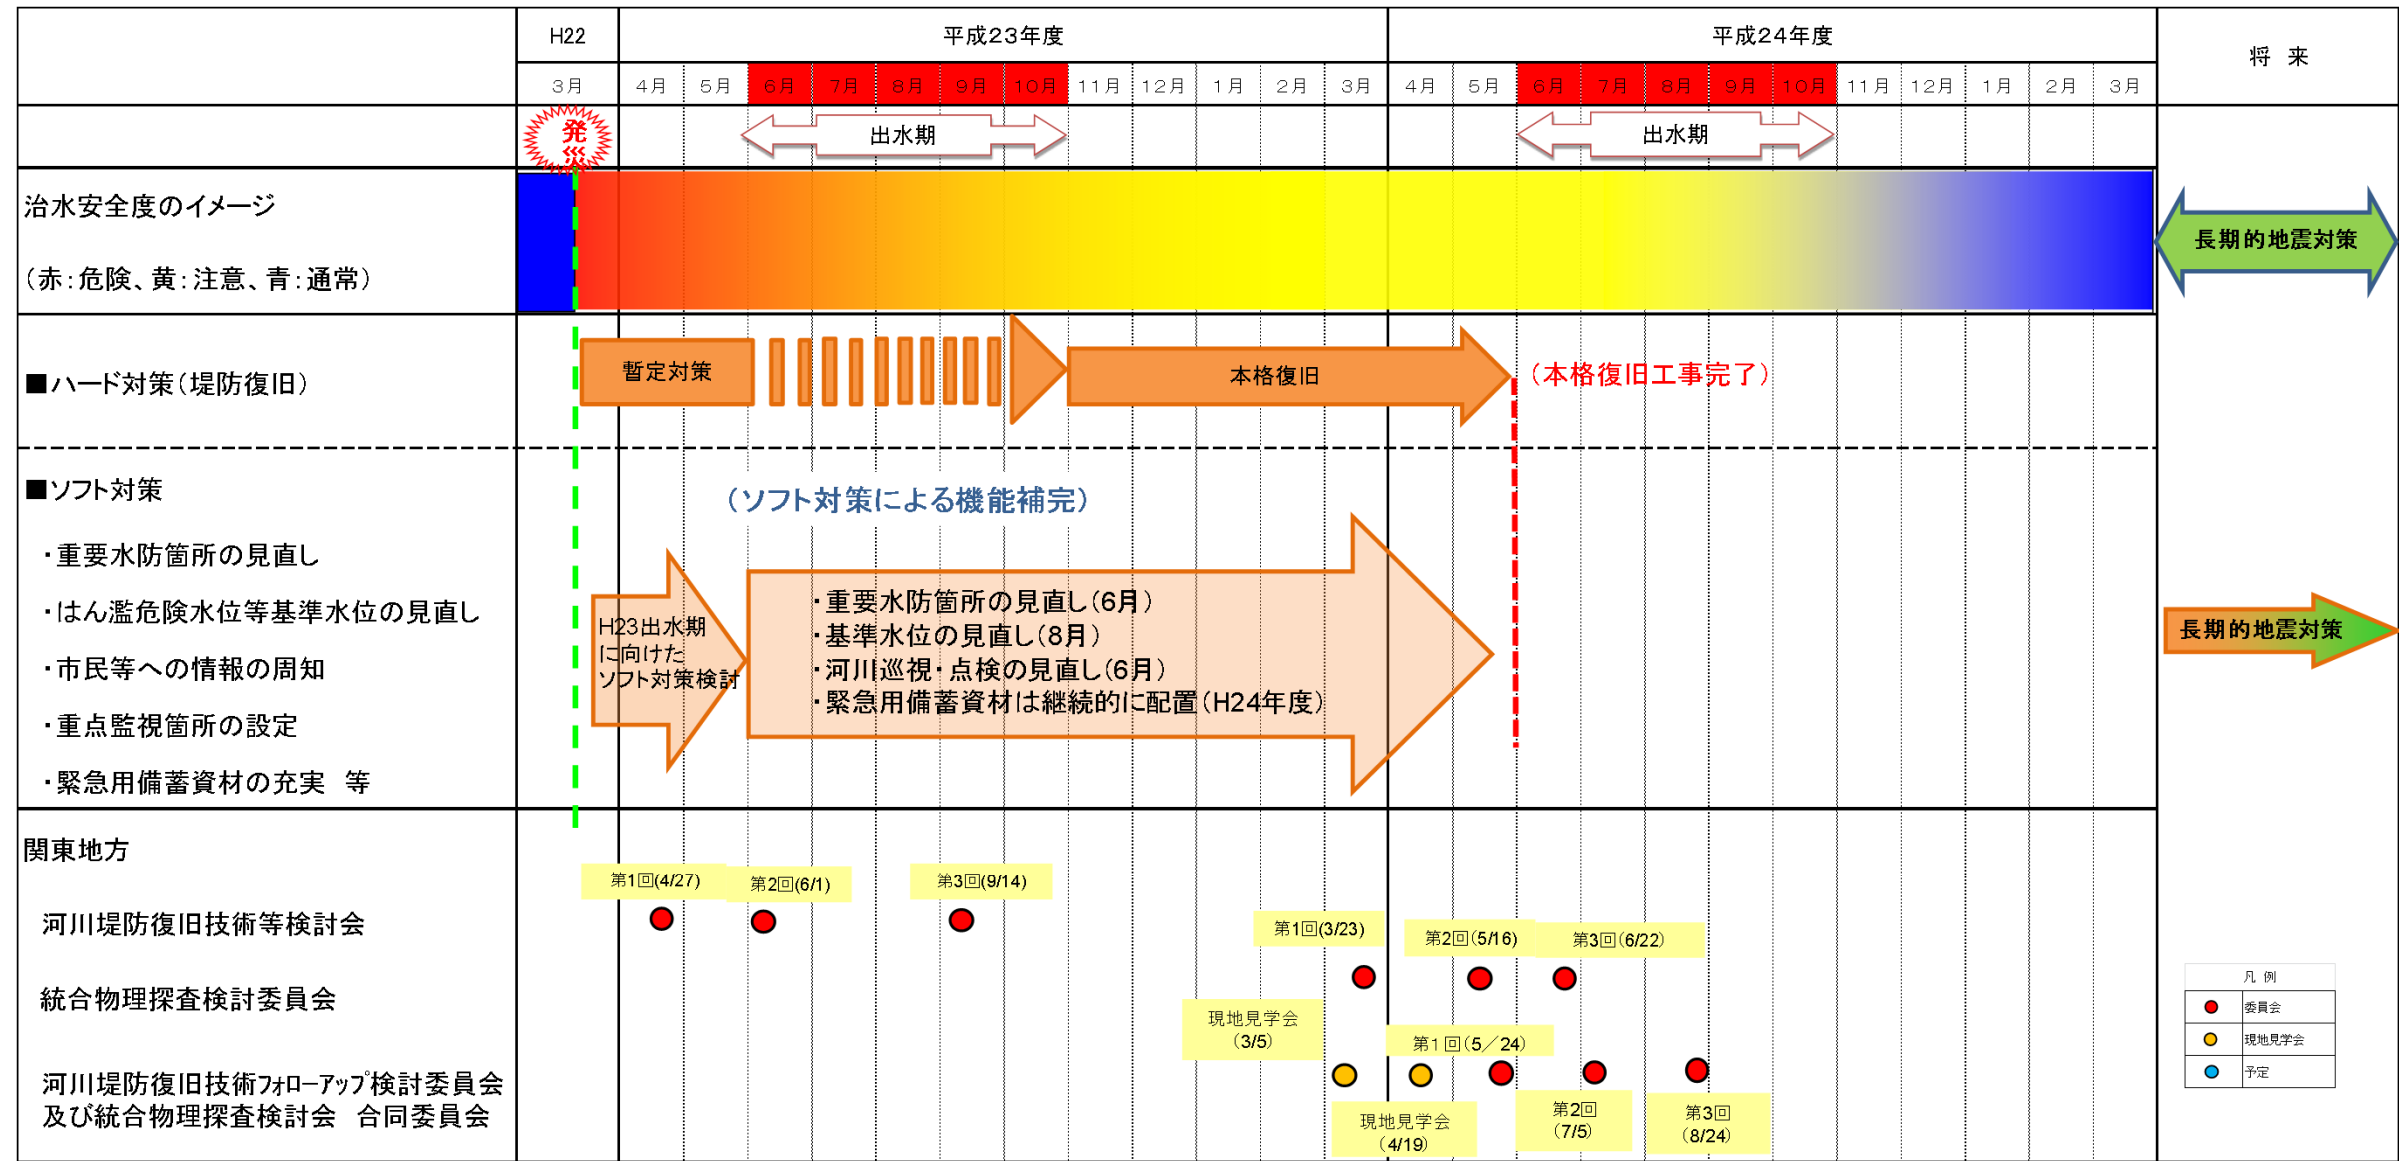 H22
平成23年度
平成24年度
将 来
3月
4月
5月
6月
7月
8月
9月
10月
11月
12月
1月
2月
3月
4月
5月
6月
7月
8月
9月
10月
11月
12月
1月
2月
3月
発
災
出水期
出水期
治水安全度のイメージ
（赤：危険、黄：注意、青：通常）
長期的地震対策
■ハード対策（堤防復旧）
暫定対策
本格復旧
（本格復旧工事完了）
■ソフト対策
（ソフト対策による機能補完）
・重要水防箇所の見直し
・はん濫危険水位等基準水位の見直し
・市民等への情報の周知
・重点監視箇所の設定
・緊急用備蓄資材の充実 等
H23出水期
に向けた
ソフト対策検討
・重要水防箇所の見直し（6月）
・基準水位の見直し（8月）
・河川巡視・点検の見直し（6月）
・緊急用備蓄資材は継続的に配置（H24年度）
長期的地震対策
関東地方
第1回(4/27)
第2回(6/1)
第3回(9/14)
河川堤防復旧技術等検討会
第1回(3/23)
第2回(5/16)
第3回(6/22)
統合物理探査検討委員会
現地見学会
（3/5）
第1回(5／24)
河川堤防復旧技術フォローアップ検討委員会
及び統合物理探査検討会 合同委員会
現地見学会
（4/19）
第2回
（7/5）
第3回
（8/24）
凡 例
委員会
現地見学会
予定